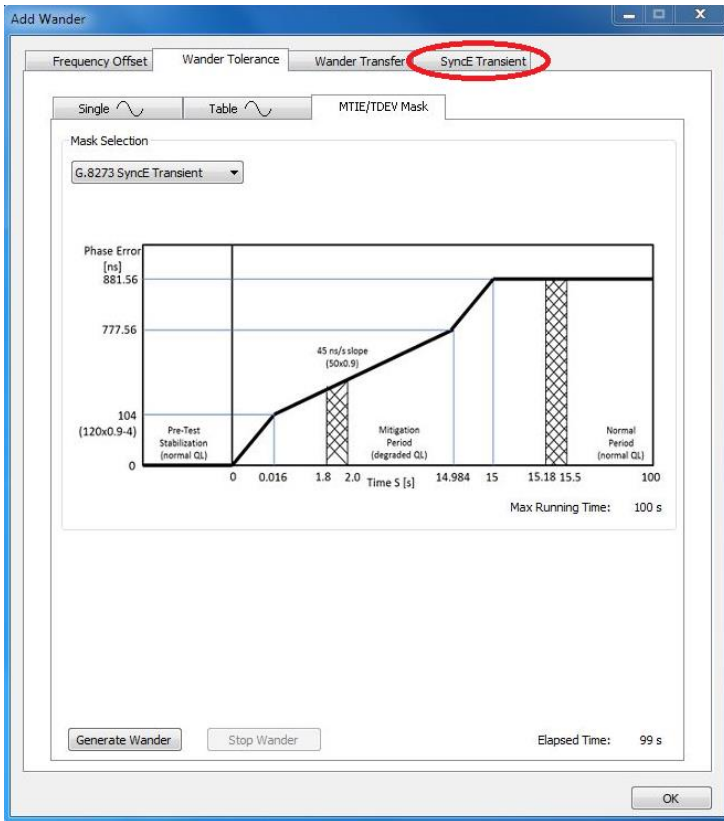 Add Wander
Frequency Offset Wander Tolerance Wander Transfer SyncE Transient
Single Table MTIE/TDEV Mask
Mask Selection
G.8273 SyncE Transient
Phase Error
[ns]
881.56
777.56
45 ns/s slope
(50x0.9)
104
(120x0.9-4)
Pre-Test
Stabilization
(normal QL)
Mitigation
Period
(degraded QL)
Normal
Period
(normal QL)
0
0 0.016 1.8 2.0 Time S [s] 14.984 15 15.18 15.5 100
Max Running Time: 100 s
Generate Wander Stop Wander Elapsed Time: 99 s
OK